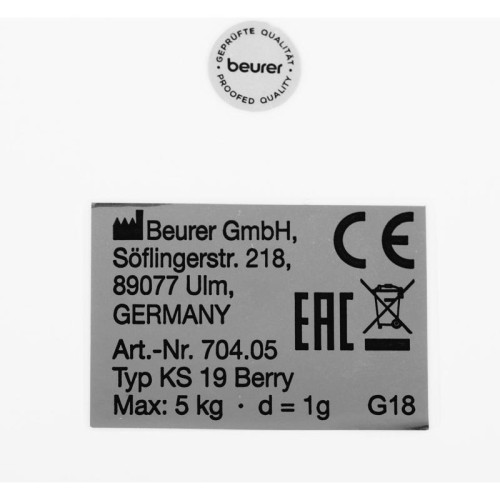 GEPRÜFTE QUALITÄT
beurer
PROOFED QUALITY
Beurer GmbH,
Söflingerstr. 218,
89077 Ulm,
GERMANY
CE
EAC
Art.-Nr. 704.05
Typ KS 19 Berry
Max: 5 kg · d = 1g G18